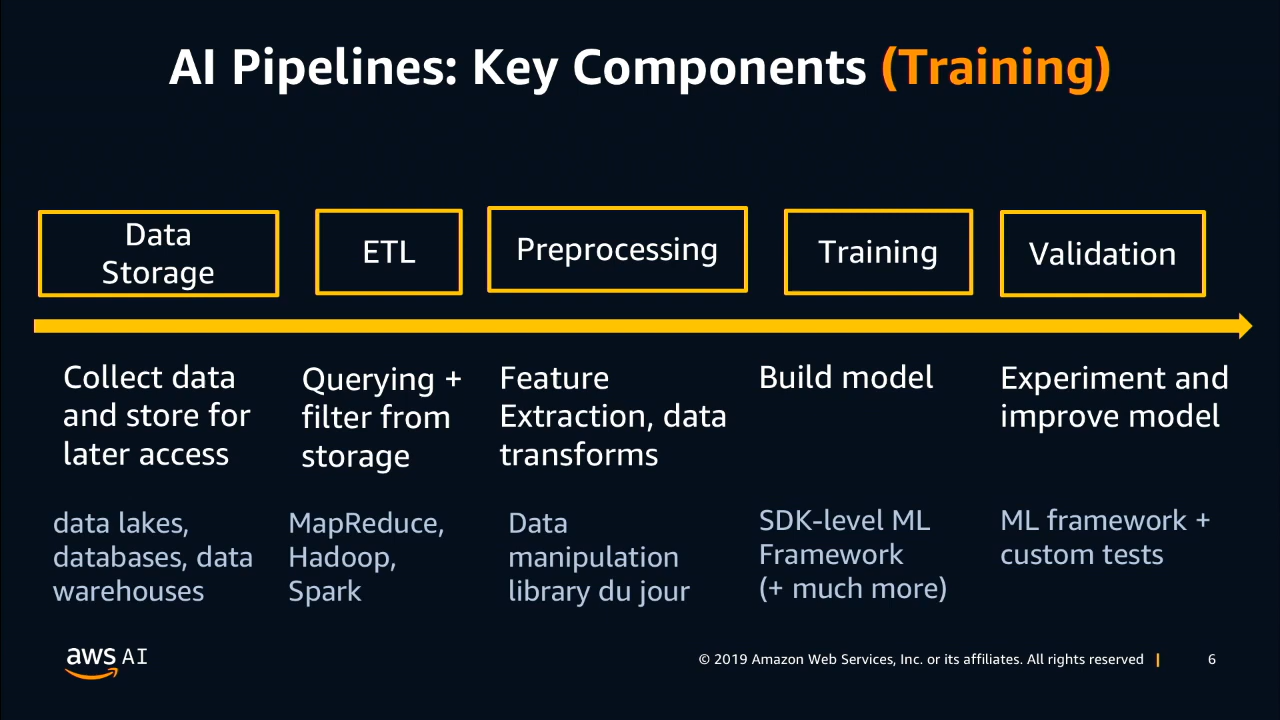 AI Pipelines: Key Components (Training)
Data
Storage
ETL
Preprocessing
Training
Validation
Collect data
and store for
later access
Querying +
filter from
storage
Feature
Extraction, data
transforms
Build model
Experiment and
improve model
data lakes,
databases, data
warehouses
MapReduce,
Hadoop,
Spark
Data
manipulation
library du jour
SDK-level ML
Framework
(+ much more)
ML framework +
custom tests
aws AI
© 2019 Amazon Web Services, Inc. or its affiliates. All rights reserved |
6